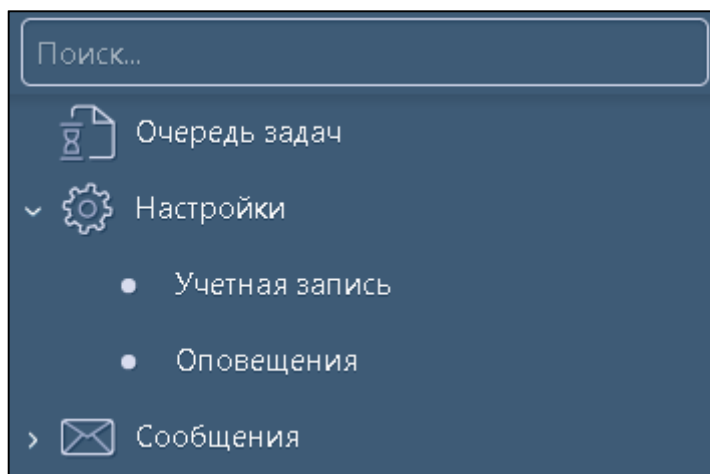 Поиск...
Очередь задач
Настройки
Учетная запись
Оповещения
Сообщения